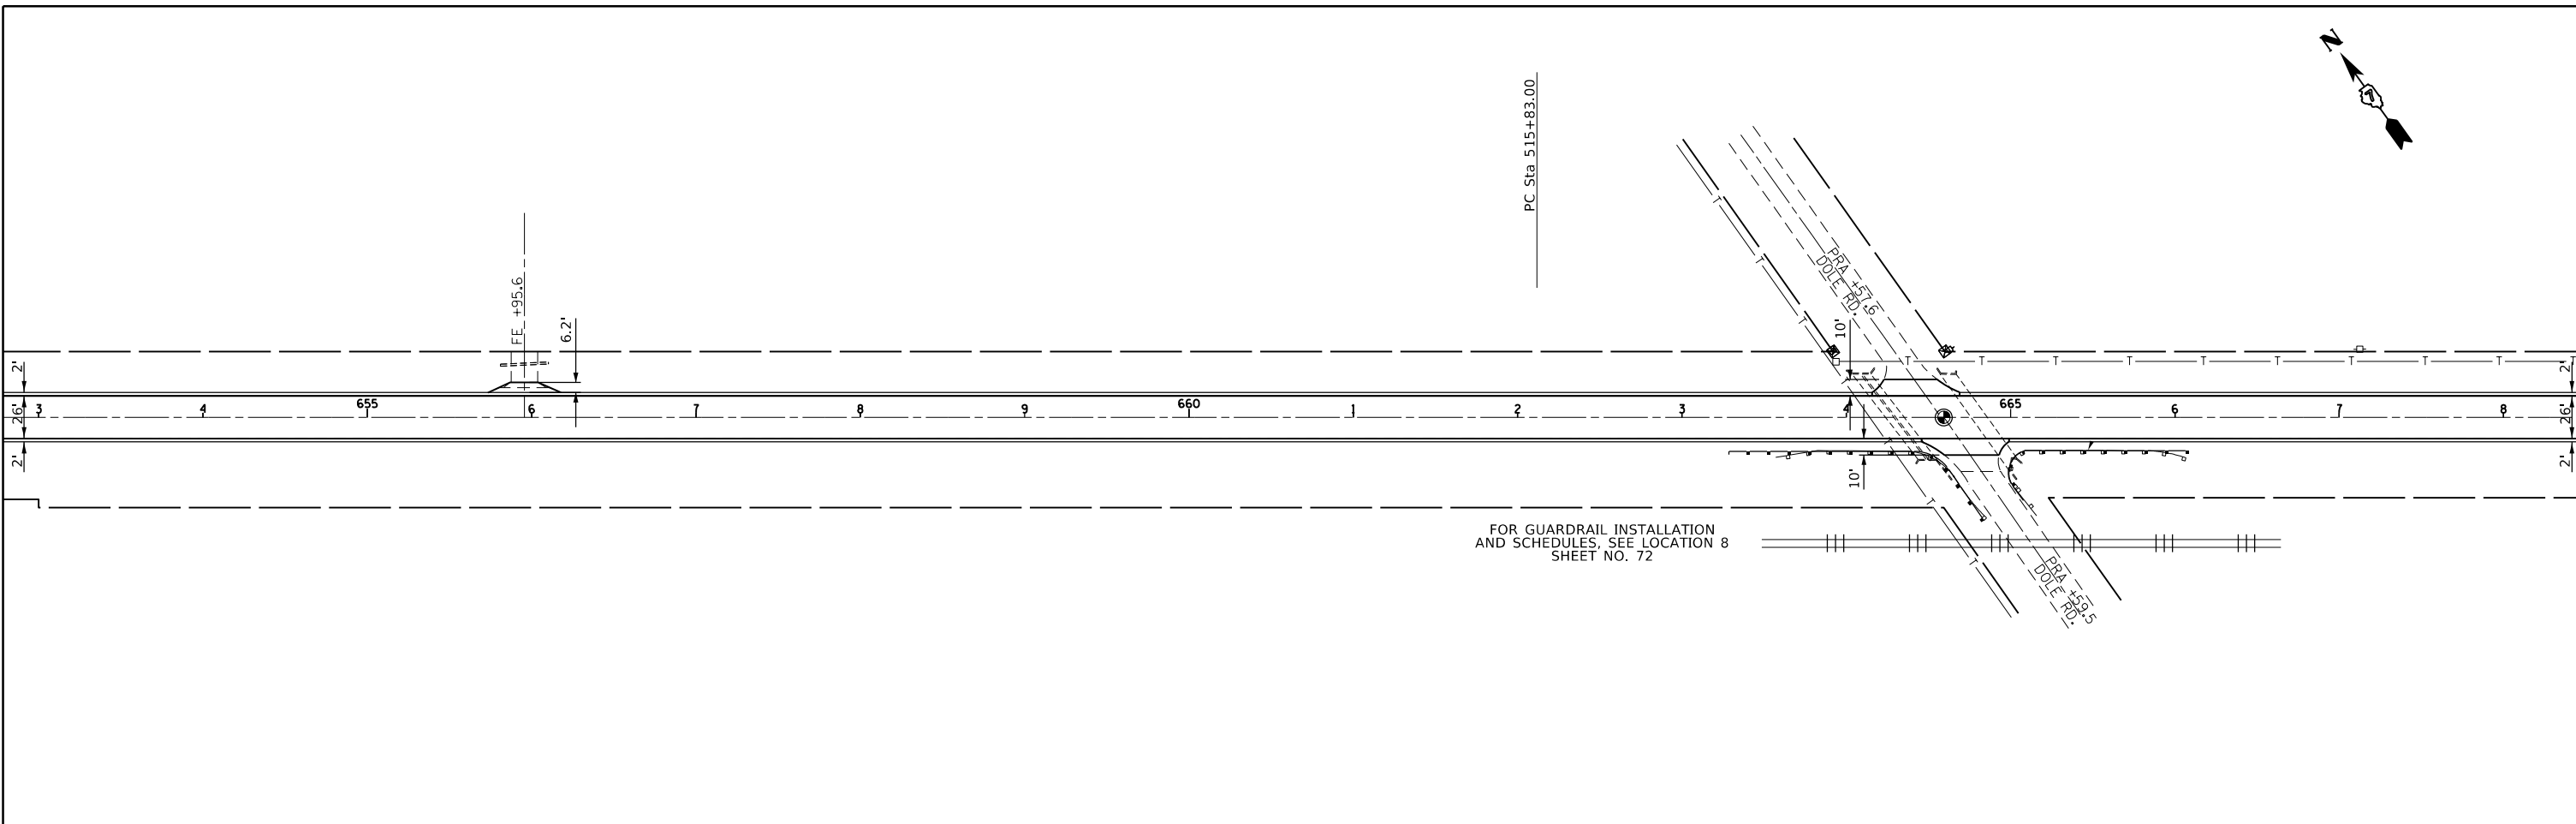 N
7
PC Sta 515+83.00
FE +95.6
6.2'
PRA +57.6
DOLE RD.
10'
T T T T
T T T T T T T T T
2'
26'
2'
3 4 655 6 7 8 9 660 1 2 3 4 665 6 7 8
2'
26'
2'
10'
T T T T
FOR GUARDRAIL INSTALLATION
AND SCHEDULES, SEE LOCATION 8
SHEET NO. 72
PRA +59.5
DOLE RD.